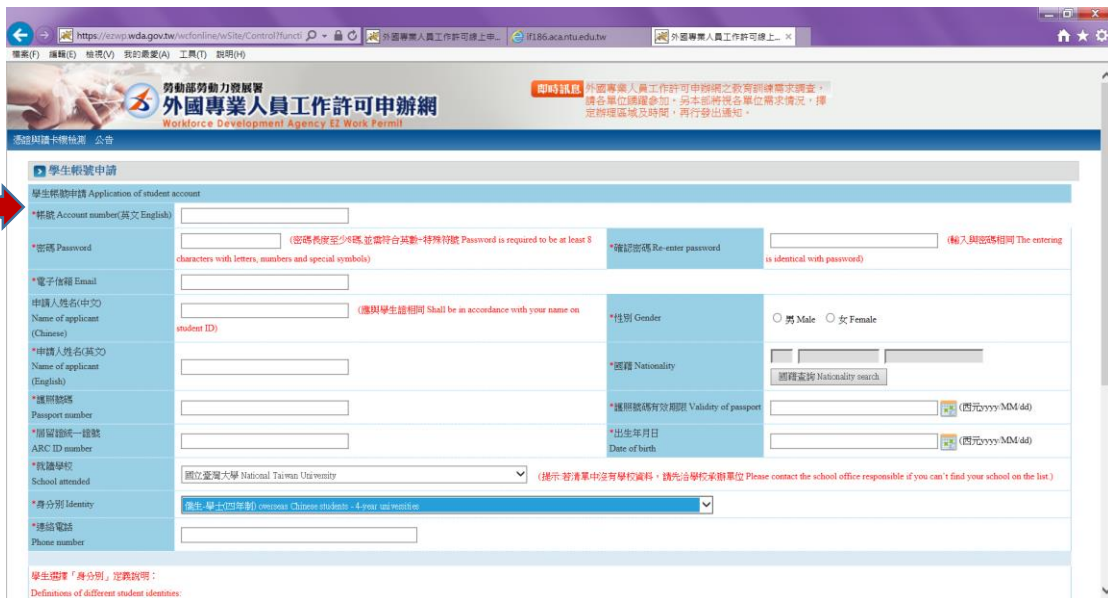 https://ezwp.wda.gov.tw/wcfonline/wSite/Control?functi
外國專業人員工作許可線上申...
if186.aca.ntu.edu.tw
外國專業人員工作許可線上...
檔案(F) 編輯(E) 檢視(V) 我的最愛(A) 工具(T) 說明(H)
勞動部勞動力發展署
外國專業人員工作許可申辦網
Workforce Development Agency EZ Work Permit
即時訊息 外國專業人員工作許可申辦網之教育訓練需求調查，
請各單位踴躍參加，另本部將視各單位需求情況，擇
定辦理區域及時間，再行發出通知。
憑證與讀卡機檢測 公告
學生帳號申請
學生帳號申請 Application of student account
*帳號 Account number(英文 English)
*密碼 Password
(密碼長度至少8碼,並需符合英數+特殊符號 Password is required to be at least 8
characters with letters, numbers and special symbols)
*確認密碼 Re-enter password
(輸入與密碼相同 The entering
is identical with password)
*電子信箱 Email
申請人姓名(中文)
Name of applicant
(Chinese)
(應與學生證相同 Shall be in accordance with your name on
student ID)
*性別 Gender
男 Male 女 Female
*申請人姓名(英文)
Name of applicant
(English)
*國籍 Nationality
國籍查詢 Nationality search
*護照號碼
Passport number
*護照號碼有效期限 Validity of passport
(西元yyyy/MM/dd)
*居留證統一證號
ARC ID number
*出生年月日
Date of birth
(西元yyyy/MM/dd)
*就讀學校
School attended
國立臺灣大學 National Taiwan University
(提示:若清單中沒有學校資料，請先洽學校承辦單位 Please contact the school office responsible if you can't find your school on the list.)
*身分別 Identity
僑生-學士(四年制) overseas Chinese students - 4-year universities
*連絡電話
Phone number
學生選擇「身分別」定義說明：
Definitions of different student identities: